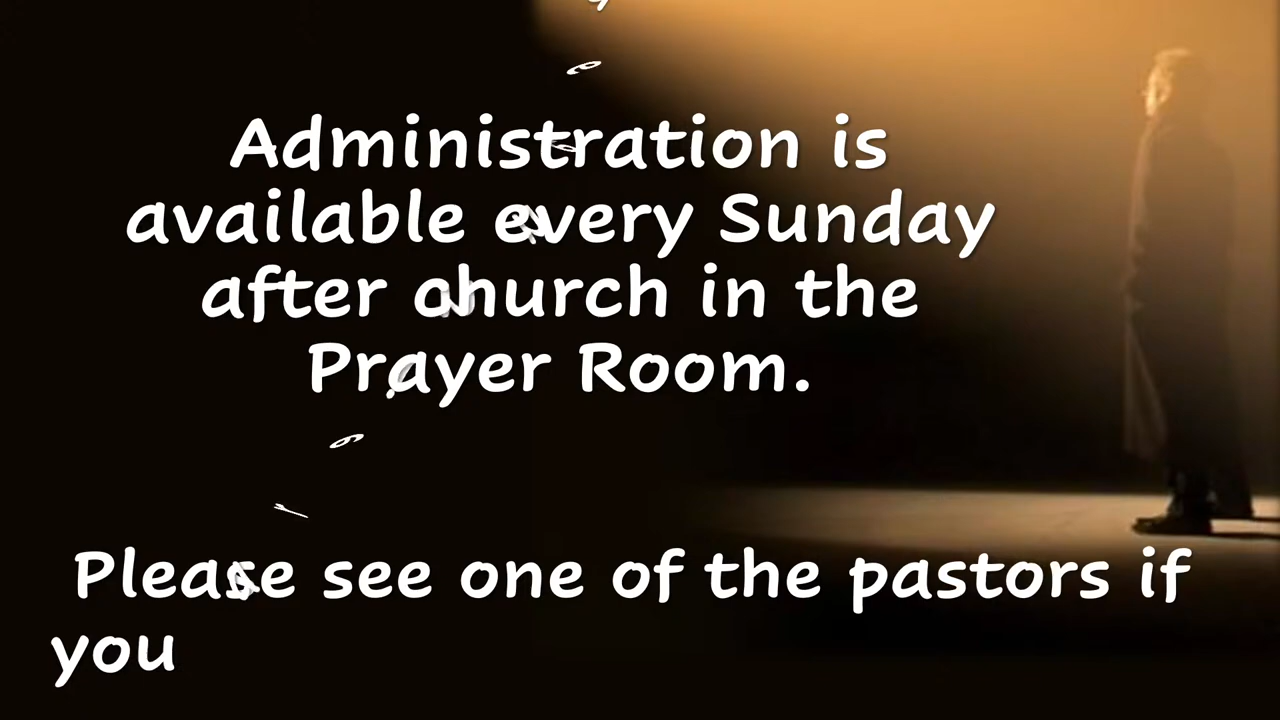 Administration is
available every Sunday
after church in the
Prayer Room.
Please see one of the pastors if
you